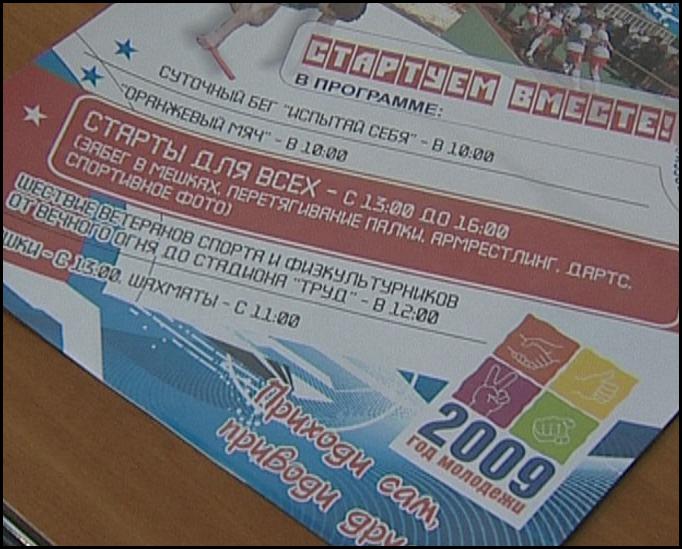 СТАРТУЕМ ВМЕСТЕ!
В ПРОГРАММЕ:
СУТОЧНЫЙ БЕГ "ИСПЫТАЙ СЕБЯ" - В 10:00
"ОРАНЖЕВЫЙ МЯЧ" - В 10:00
СТАРТЫ ДЛЯ ВСЕХ - С 13:00 ДО 16:00
(ЗАБЕГ В МЕШКАХ, ПЕРЕТЯГИВАНИЕ ПАЛКИ, АРМРЕСТЛИНГ, ДАРТС,
СПОРТИВНОЕ ФОТО)
ШЕСТВИЕ ВЕТЕРАНОВ СПОРТА И ФИЗКУЛЬТУРНИКОВ
ОТ ВЕЧНОГО ОГНЯ ДО СТАДИОНА "ТРУД" - В 12:00
ШКИ - С 13:00, ШАХМАТЫ - С 11:00
Приходи сам,
приводи дру
2009
год молодежи